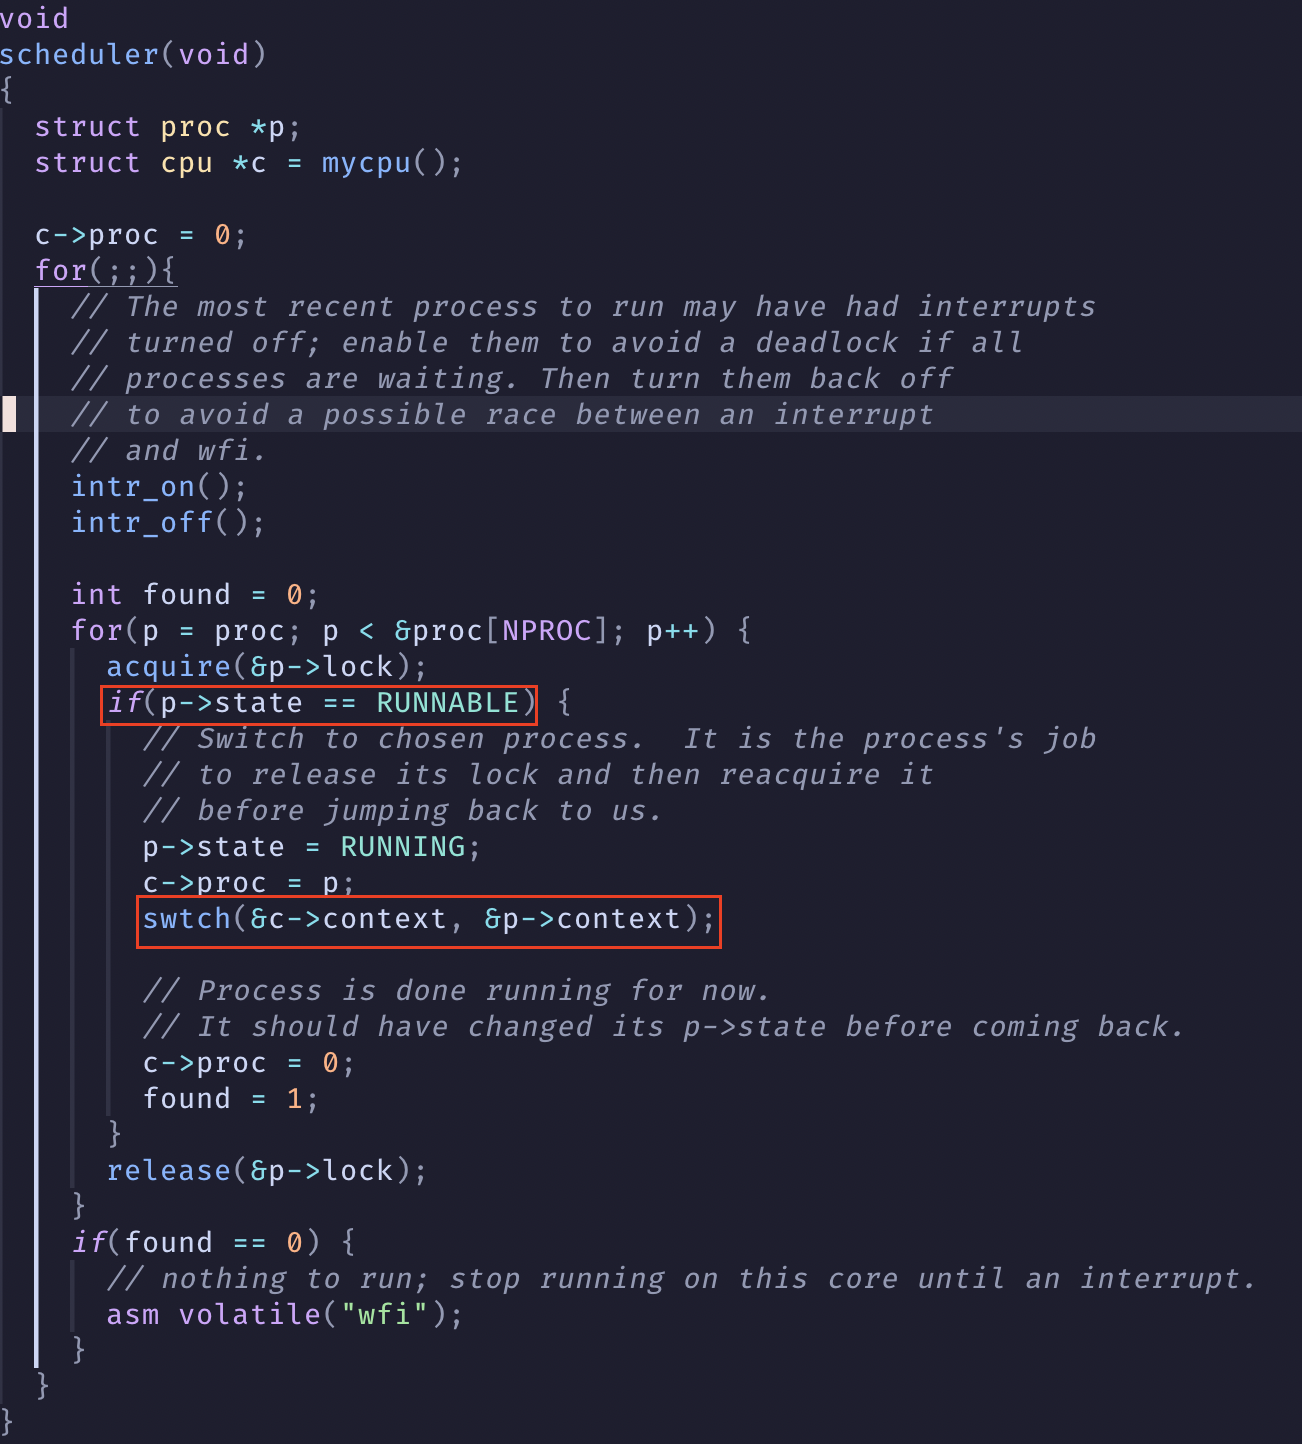 void
scheduler(void)
{
  struct proc *p;
  struct cpu *c = mycpu();

  c->proc = 0;
  for(;;){
    // The most recent process to run may have had interrupts
    // turned off; enable them to avoid a deadlock if all
    // processes are waiting. Then turn them back off
    // to avoid a possible race between an interrupt
    // and wfi.
    intr_on();
    intr_off();

    int found = 0;
    for(p = proc; p < &proc[NPROC]; p++) {
      acquire(&p->lock);
      if(p->state == RUNNABLE) {
        // Switch to chosen process.  It is the process's job
        // to release its lock and then reacquire it
        // before jumping back to us.
        p->state = RUNNING;
        c->proc = p;
        swtch(&c->context, &p->context);

        // Process is done running for now.
        // It should have changed its p->state before coming back.
        c->proc = 0;
        found = 1;
      }
      release(&p->lock);
    }
    if(found == 0) {
      // nothing to run; stop running on this core until an interrupt.
      asm volatile("wfi");
    }
  }
}